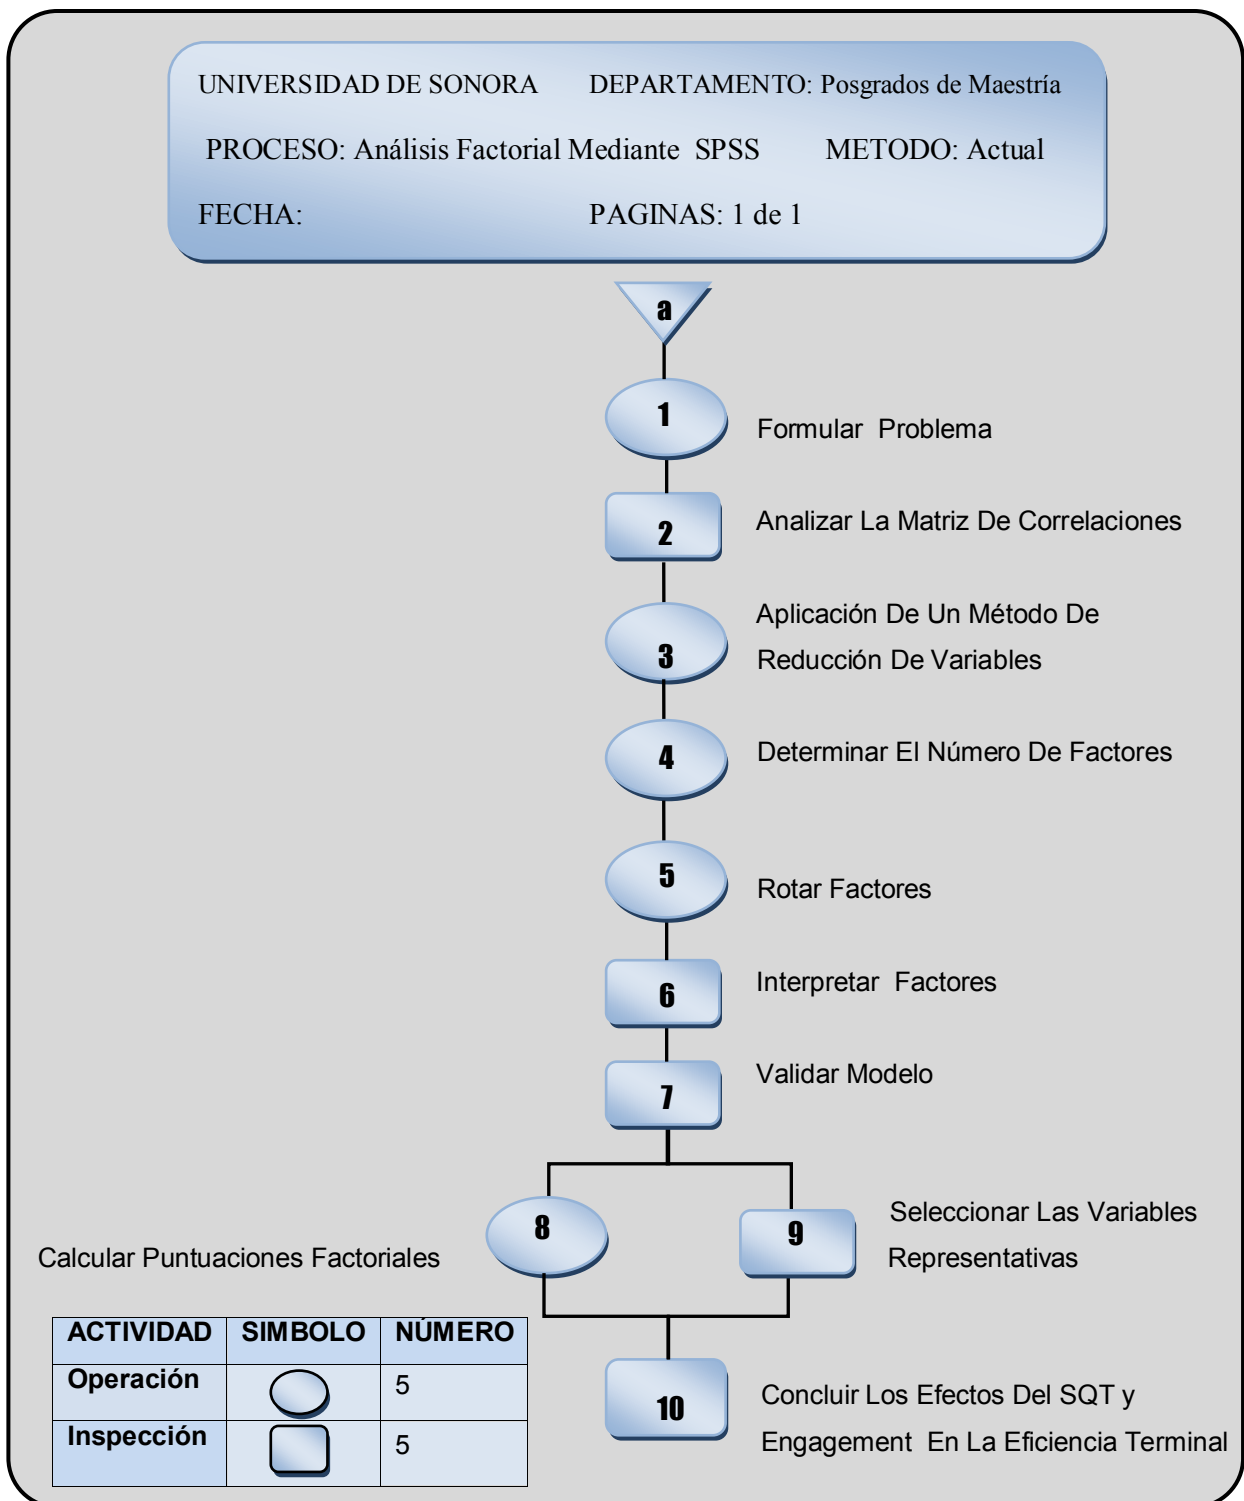 UNIVERSIDAD DE SONORA DEPARTAMENTO: Posgrados de Maestría
PROCESO: Análisis Factorial Mediante SPSS METODO: Actual
FECHA: PAGINAS: 1 de 1
a
1
Formular Problema
2
Analizar La Matriz De Correlaciones
3
Aplicación De Un Método De
Reducción De Variables
4
Determinar El Número De Factores
5
Rotar Factores
6
Interpretar Factores
7
Validar Modelo
8
Calcular Puntuaciones Factoriales
9
Seleccionar Las Variables
Representativas
10
Concluir Los Efectos Del SQT y
Engagement En La Eficiencia Terminal
ACTIVIDAD SIMBOLO NÚMERO
Operación 5
Inspección 5